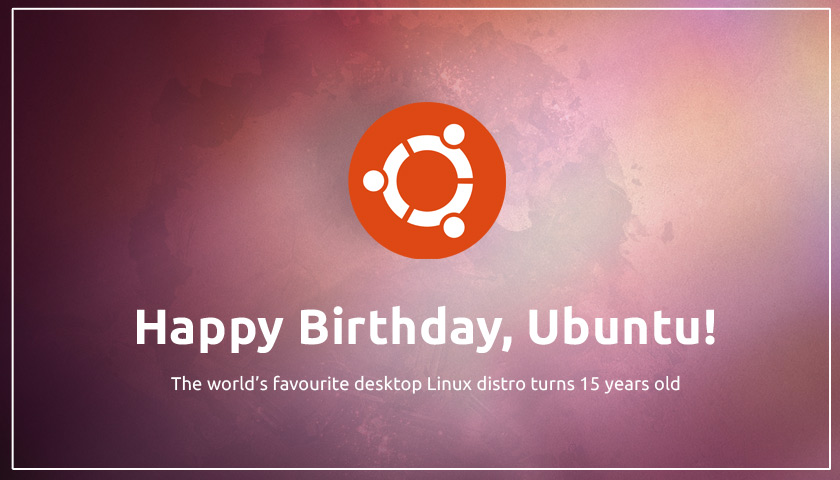 Happy Birthday, Ubuntu!
The world’s favourite desktop Linux distro turns 15 years old